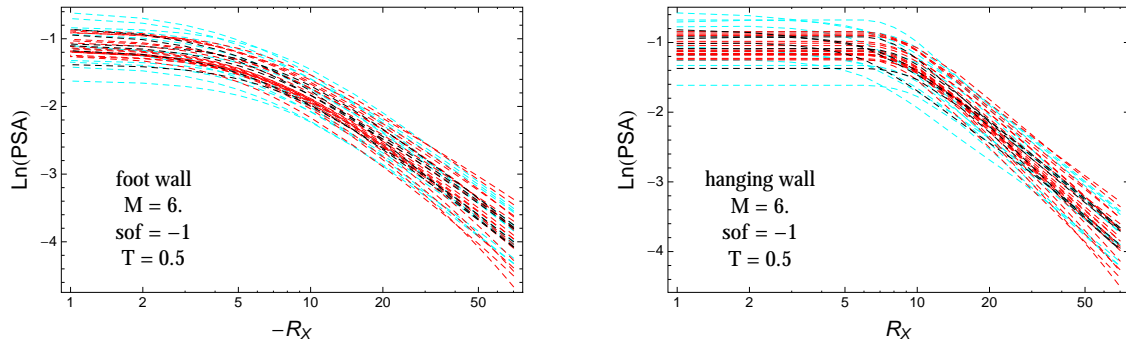 Ln(PSA)
−1
−2
−3
−4
foot wall
M = 6.
sof = −1
T = 0.5
1
2
5
10
20
50
−R_X
Ln(PSA)
−1
−2
−3
−4
hanging wall
M = 6.
sof = −1
T = 0.5
1
2
5
10
20
50
R_X